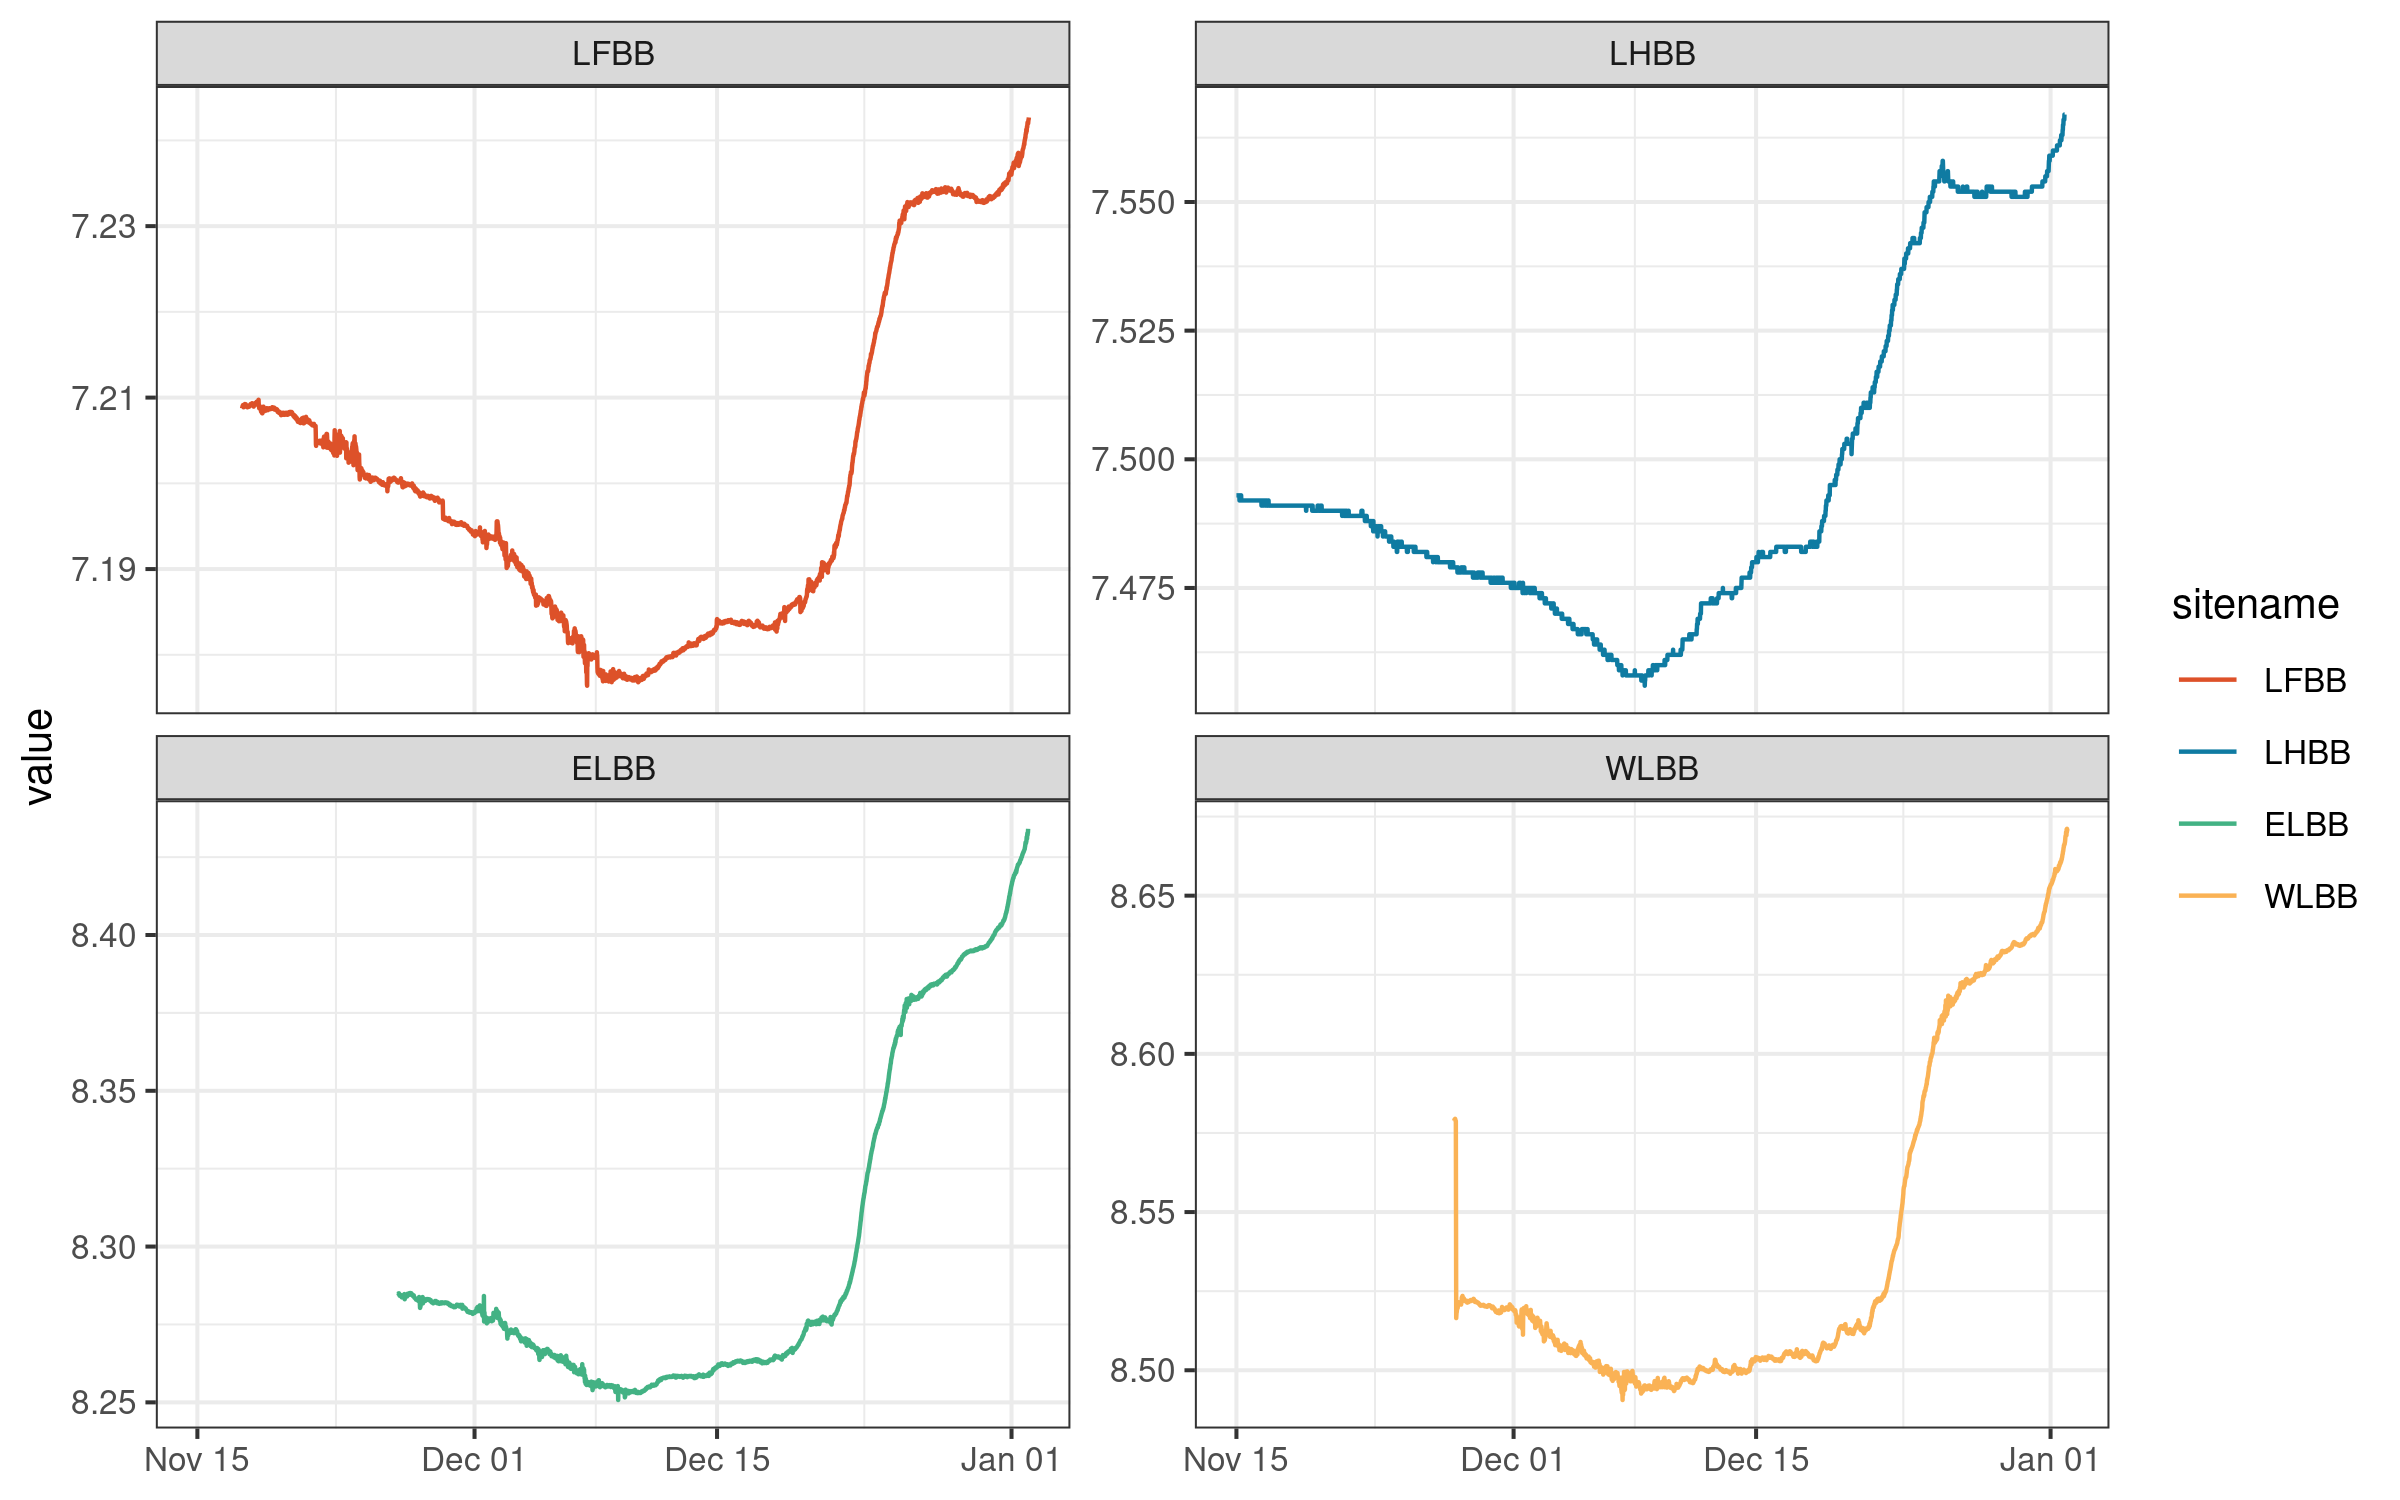 LFBB
LHBB
7.23
7.21
7.19
7.550
7.525
7.500
7.475
value
ELBB
WLBB
8.40
8.35
8.30
8.25
8.65
8.60
8.55
8.50
Nov 15
Dec 01
Dec 15
Jan 01
Nov 15
Dec 01
Dec 15
Jan 01
sitename
LFBB
LHBB
ELBB
WLBB